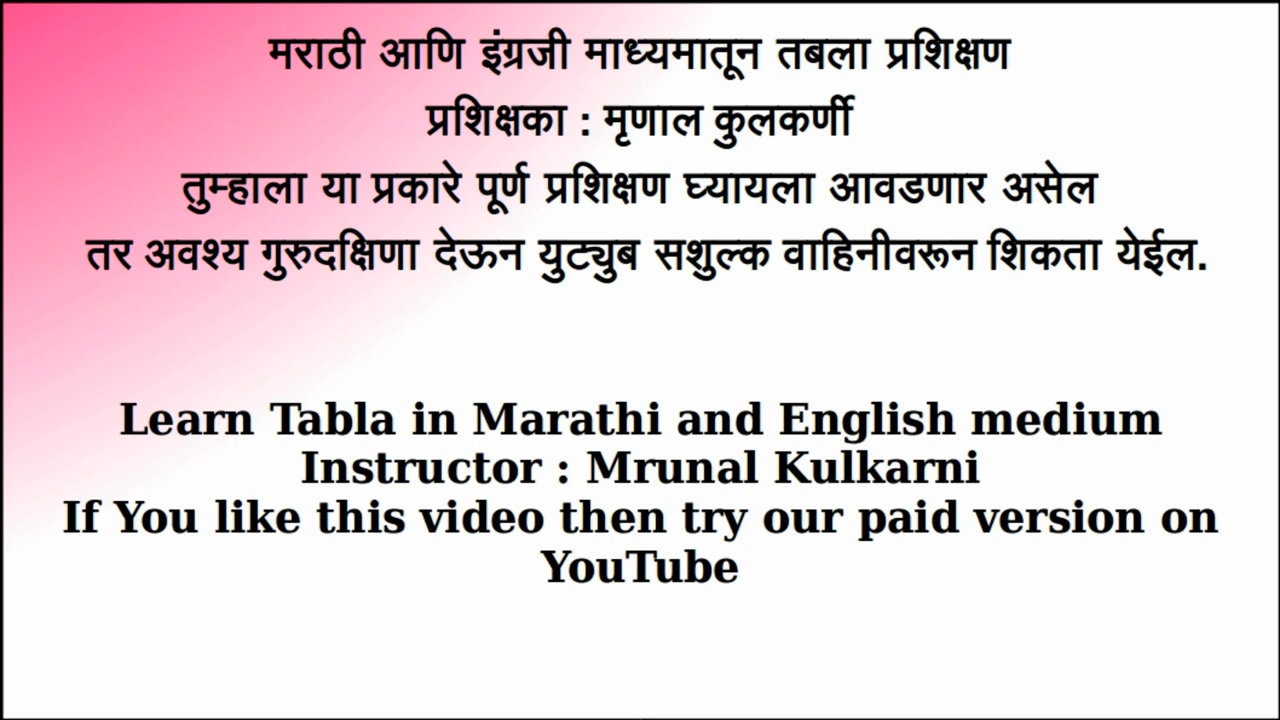 मराठी आणि इंग्रजी माध्यमातून तबला प्रशिक्षण
प्रशिक्षका : मृणाल कुलकर्णी
तुम्हाला या प्रकारे पूर्ण प्रशिक्षण घ्यायला आवडणार असेल
तर अवश्य गुरुदक्षिणा देऊन युट्युब सशुल्क वाहिनीवरून शिकता येईल.
Learn Tabla in Marathi and English medium
Instructor : Mrunal Kulkarni
If You like this video then try our paid version on
YouTube